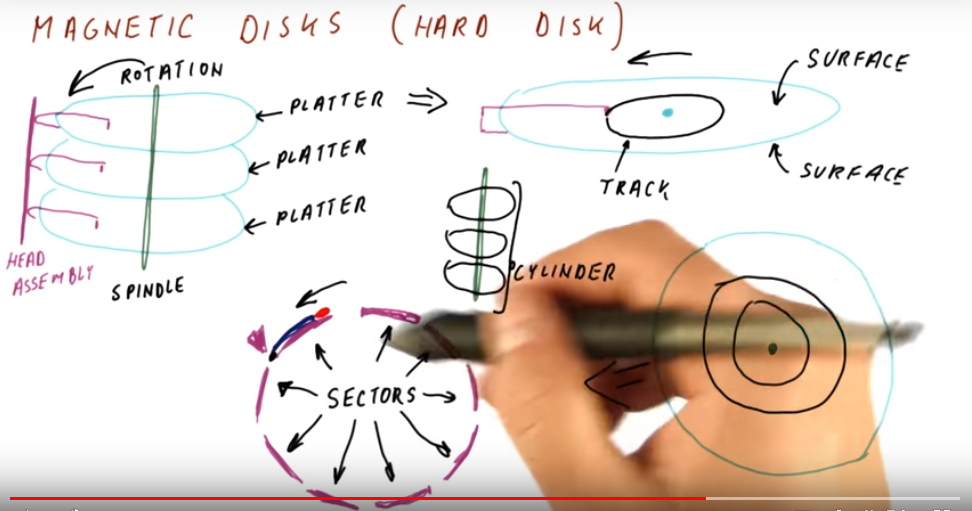 MAGNETIC DISKS (HARD DISK)
ROTATION
PLATTER
PLATTER
PLATTER
HEAD
ASSEMBLY
SPINDLE
SURFACE
SURFACE
TRACK
CYLINDER
SECTORS